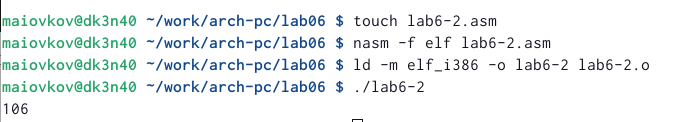 maiovkov@dk3n40 ~/work/arch-pc/lab06 $ touch lab6-2.asm
maiovkov@dk3n40 ~/work/arch-pc/lab06 $ nasm -f elf lab6-2.asm
maiovkov@dk3n40 ~/work/arch-pc/lab06 $ ld -m elf_i386 -o lab6-2 lab6-2.o
maiovkov@dk3n40 ~/work/arch-pc/lab06 $ ./lab6-2
106